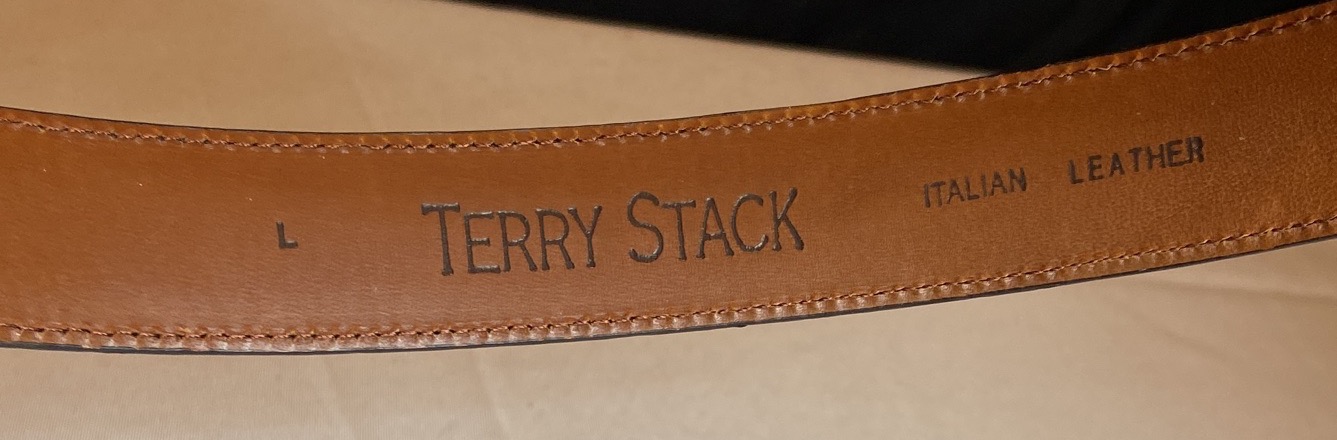 L
TERRY STACK
ITALIAN LEATHER